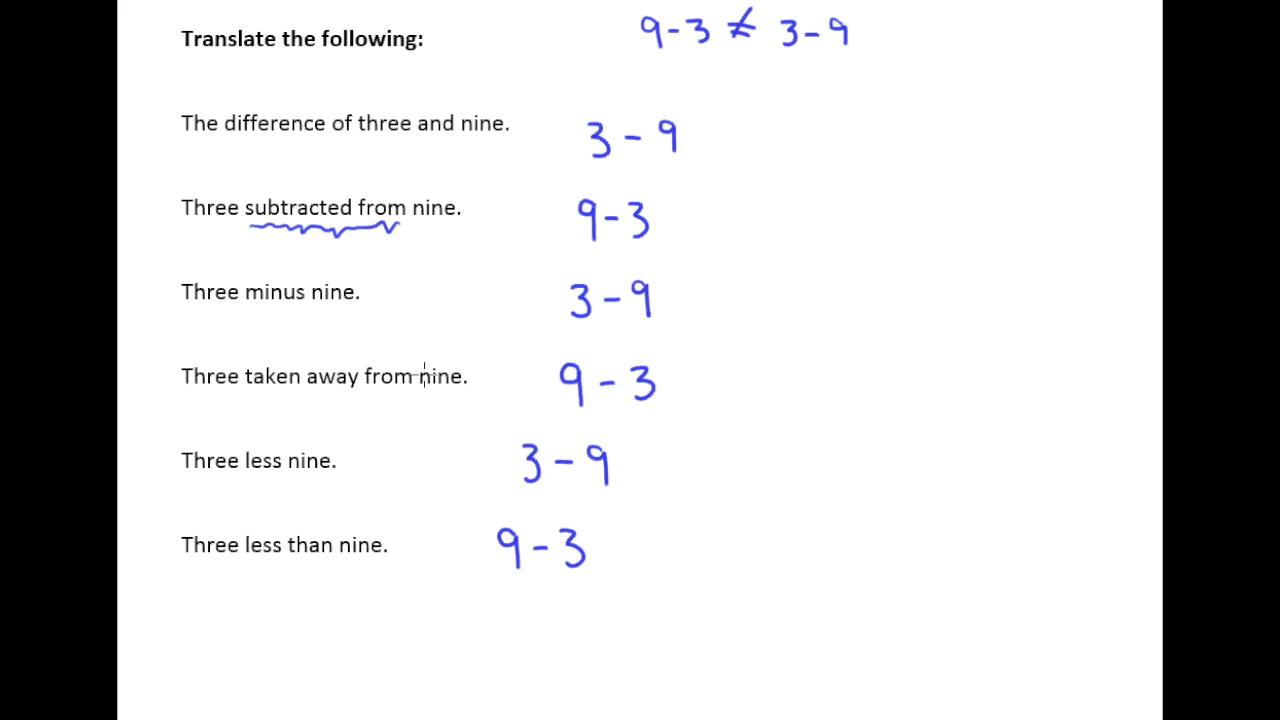 Translate the following: 9-3 ≠ 3-9
The difference of three and nine. 3-9
Three subtracted from nine. 9-3
Three minus nine. 3-9
Three taken away from nine. 9-3
Three less nine. 3-9
Three less than nine. 9-3